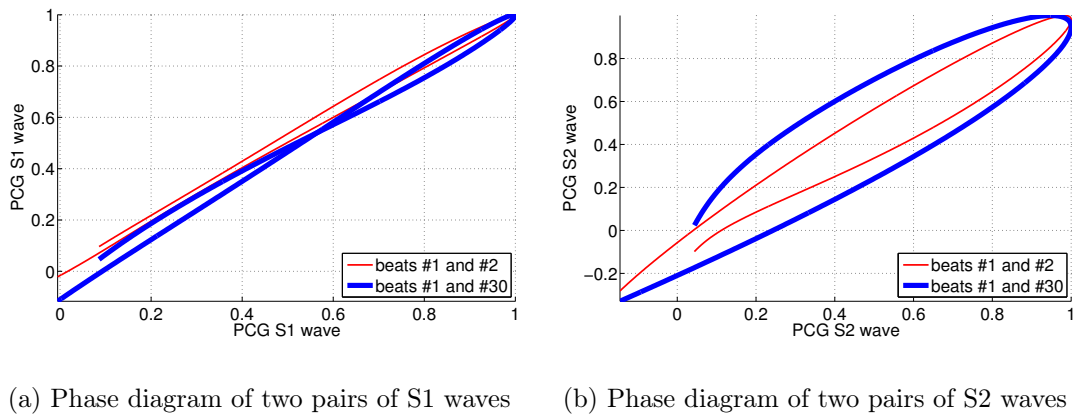 1
0.8
0.6
0.4
0.2
0
PCG S1 wave
0
0.2
0.4
0.6
0.8
1
PCG S1 wave
beats #1 and #2
beats #1 and #30
(a) Phase diagram of two pairs of S1 waves
0.8
0.6
0.4
0.2
0
−0.2
PCG S2 wave
0
0.2
0.4
0.6
0.8
1
PCG S2 wave
beats #1 and #2
beats #1 and #30
(b) Phase diagram of two pairs of S2 waves